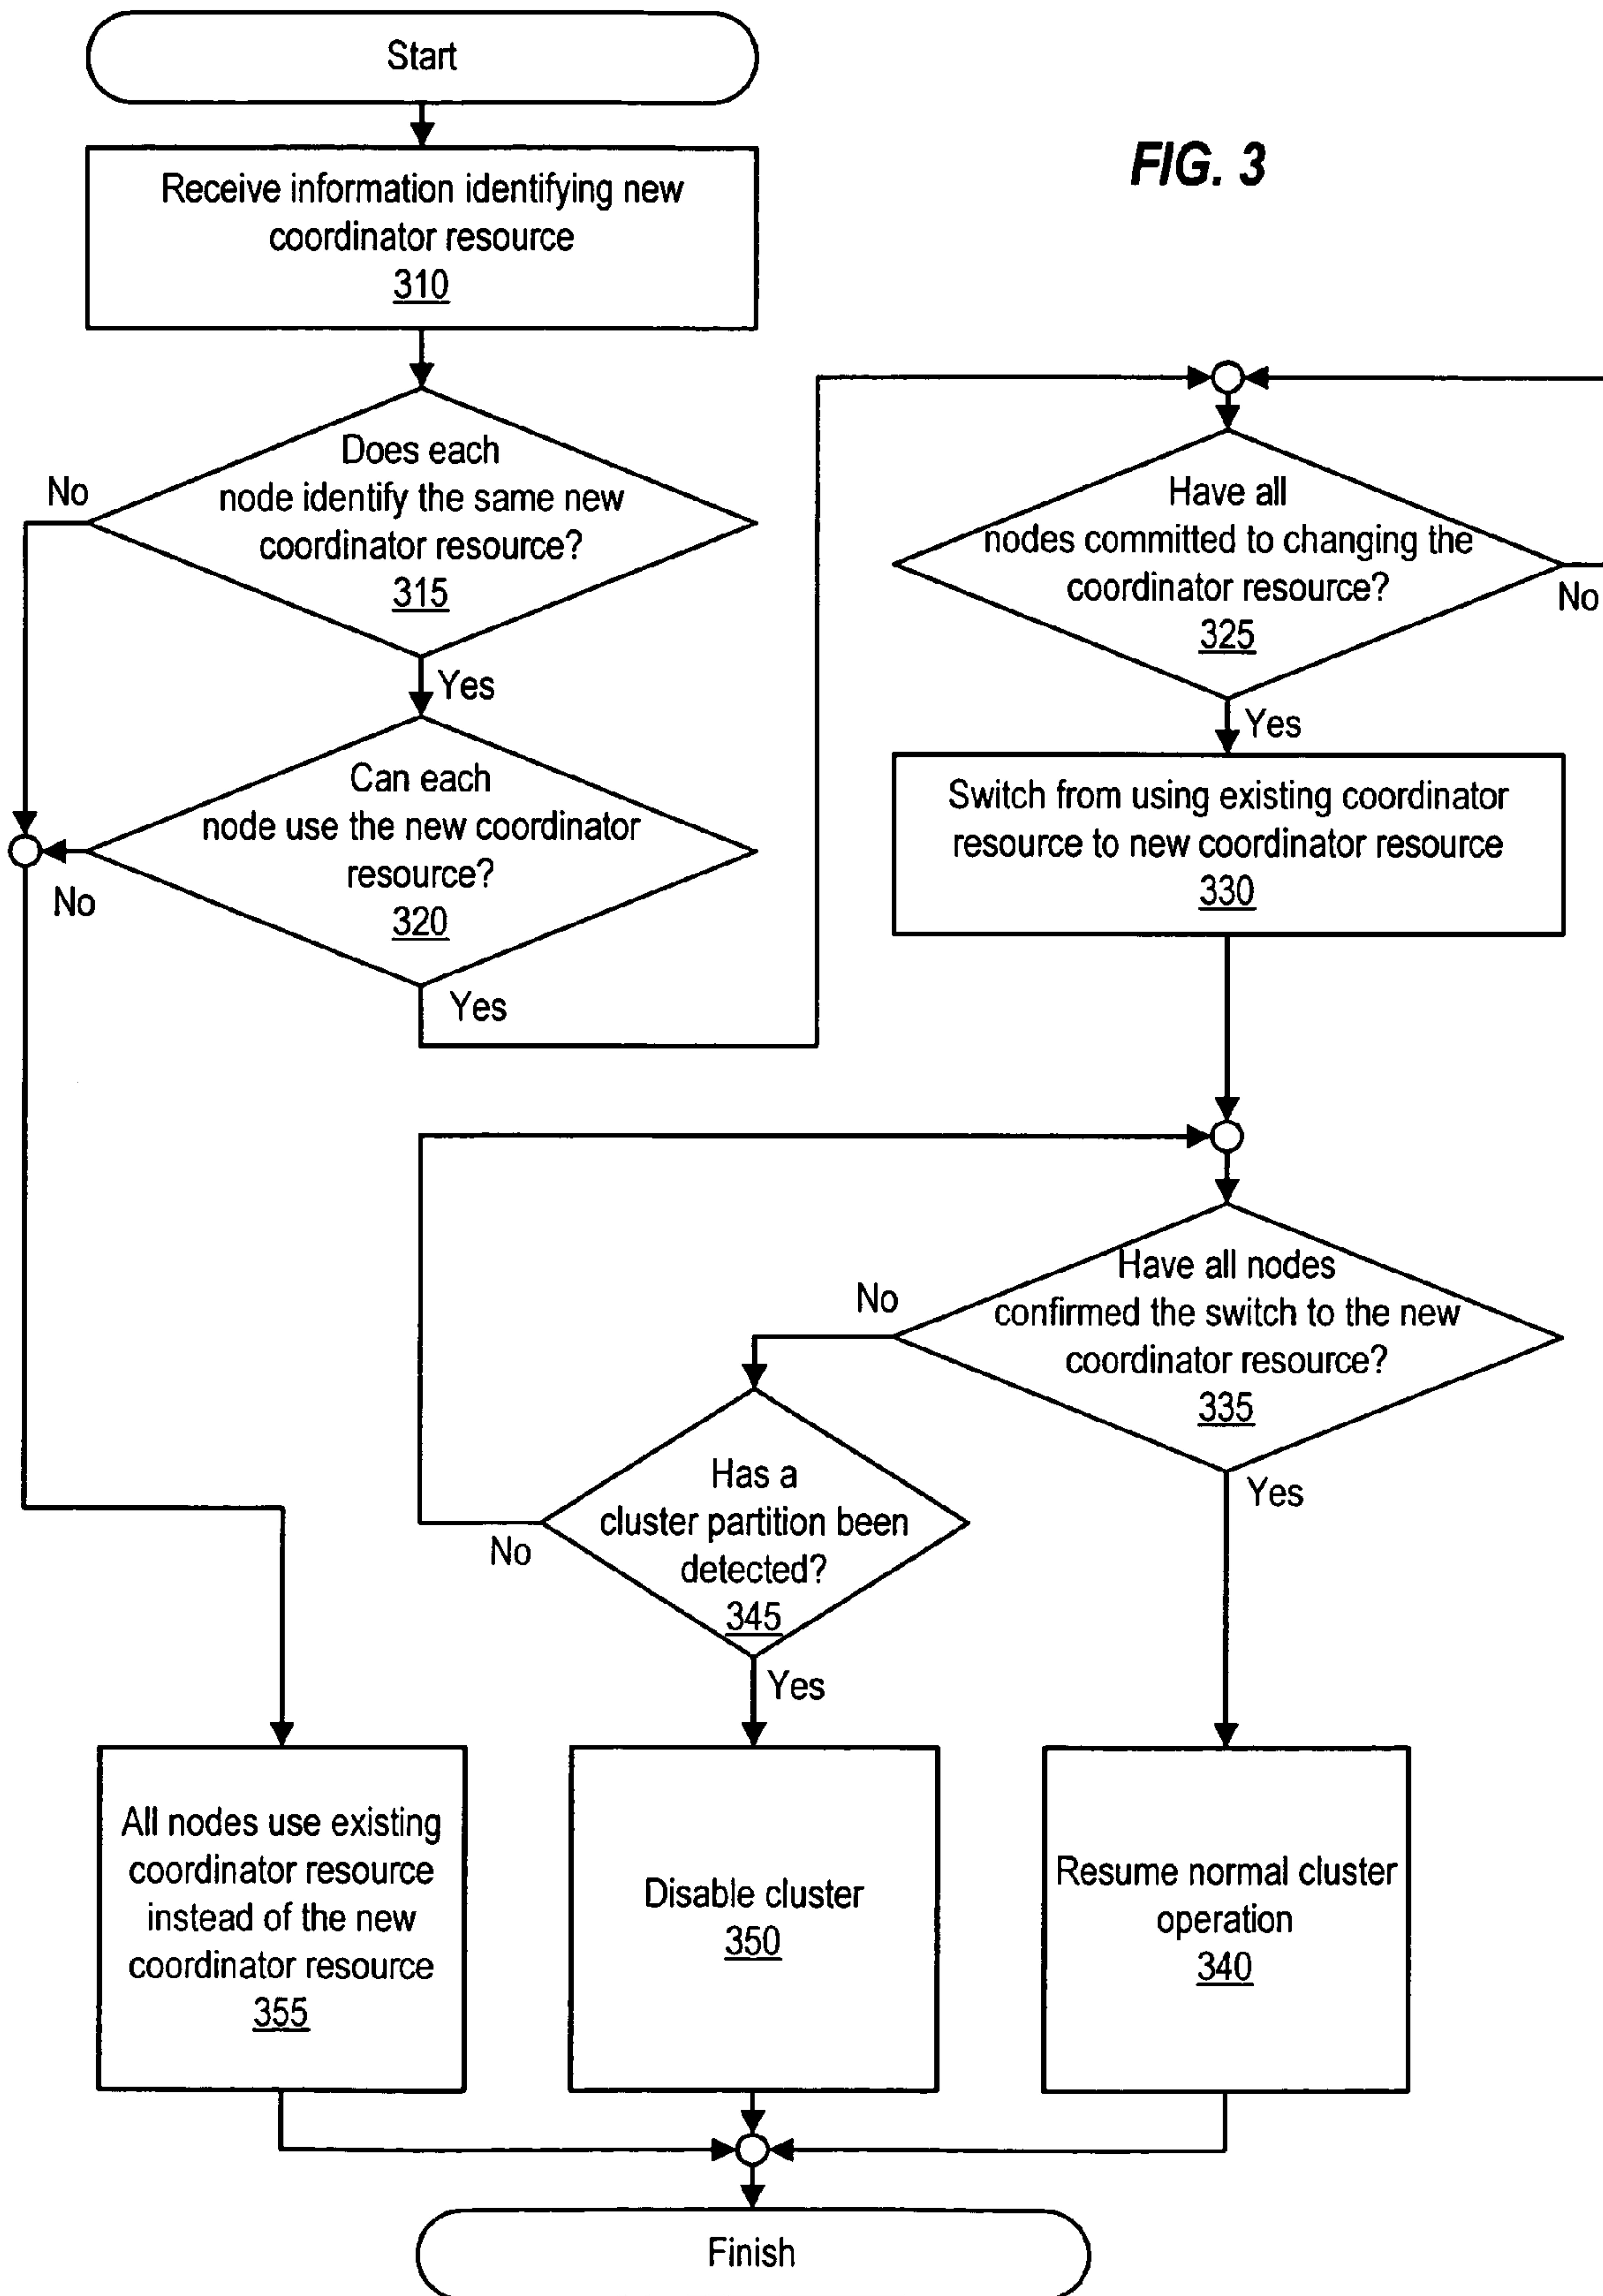 Start
FIG. 3
Receive information identifying new
coordinator resource
310
Does each
node identify the same new
coordinator resource?
315
No
Yes
Can each
node use the new coordinator
resource?
320
No
Yes
Have all
nodes committed to changing the
coordinator resource?
325
No
Yes
Switch from using existing coordinator
resource to new coordinator resource
330
Have all nodes
confirmed the switch to the new
coordinator resource?
335
No
Yes
Has a
cluster partition been
detected?
345
No
Yes
All nodes use existing
coordinator resource
instead of the new
coordinator resource
355
Disable cluster
350
Resume normal cluster
operation
340
Finish